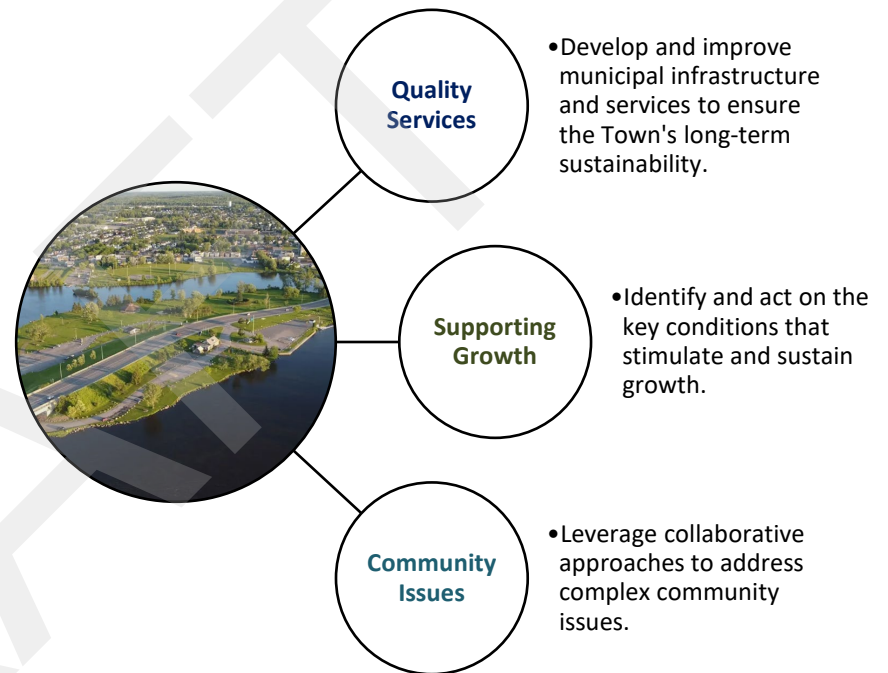 Quality
Services
•Develop and improve
municipal infrastructure
and services to ensure
the Town's long-term
sustainability.
Supporting
Growth
•Identify and act on the
key conditions that
stimulate and sustain
growth.
Community
Issues
•Leverage collaborative
approaches to address
complex community
issues.